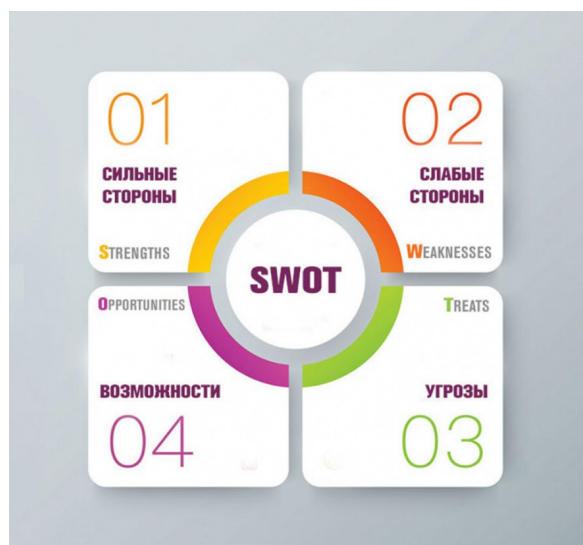 01
СИЛЬНЫЕ
СТОРОНЫ
STRENGTHS
02
СЛАБЫЕ
СТОРОНЫ
WEAKNESSES
SWOT
OPPORTUNITIES
ВОЗМОЖНОСТИ
04
TREATS
УГРОЗЫ
03